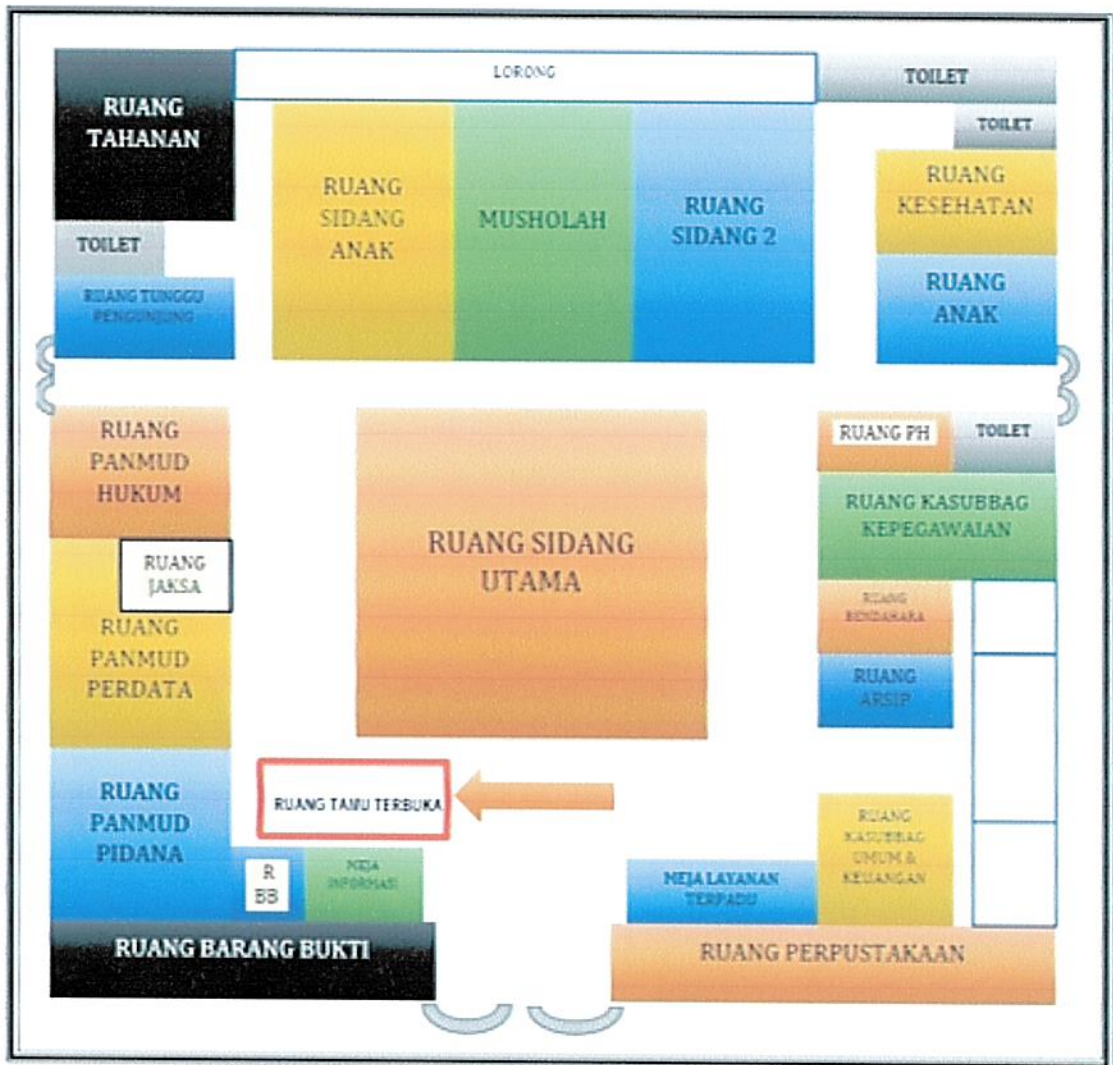 LORONG
TOILET
RUANG
TAHANAN
TOILET
RUANG
SIDANG
ANAK
MUSHOLAH
RUANG
SIDANG 2
RUANG
KESEHATAN
TOILET
RUANG TUNGGU
PENGUNJUNG
RUANG
ANAK
RUANG
PANMUD
HUKUM
RUANG PH
TOILET
RUANG KASUBBAG
KEPEGAWAIAN
RUANG SIDANG
UTAMA
RUANG
JAKSA
RUANG
PANMUD
PERDATA
RUANG
BENDAHARA
RUANG
ARSIP
RUANG
PANMUD
PIDANA
RUANG TAMU TERBUKA
RUANG
KASUBBAG
UMUM &
KEUANGAN
R
BB
MEJA
INFORMASI
MEJA LAYANAN
TERPADU
RUANG BARANG BUKTI
RUANG PERPUSTAKAAN